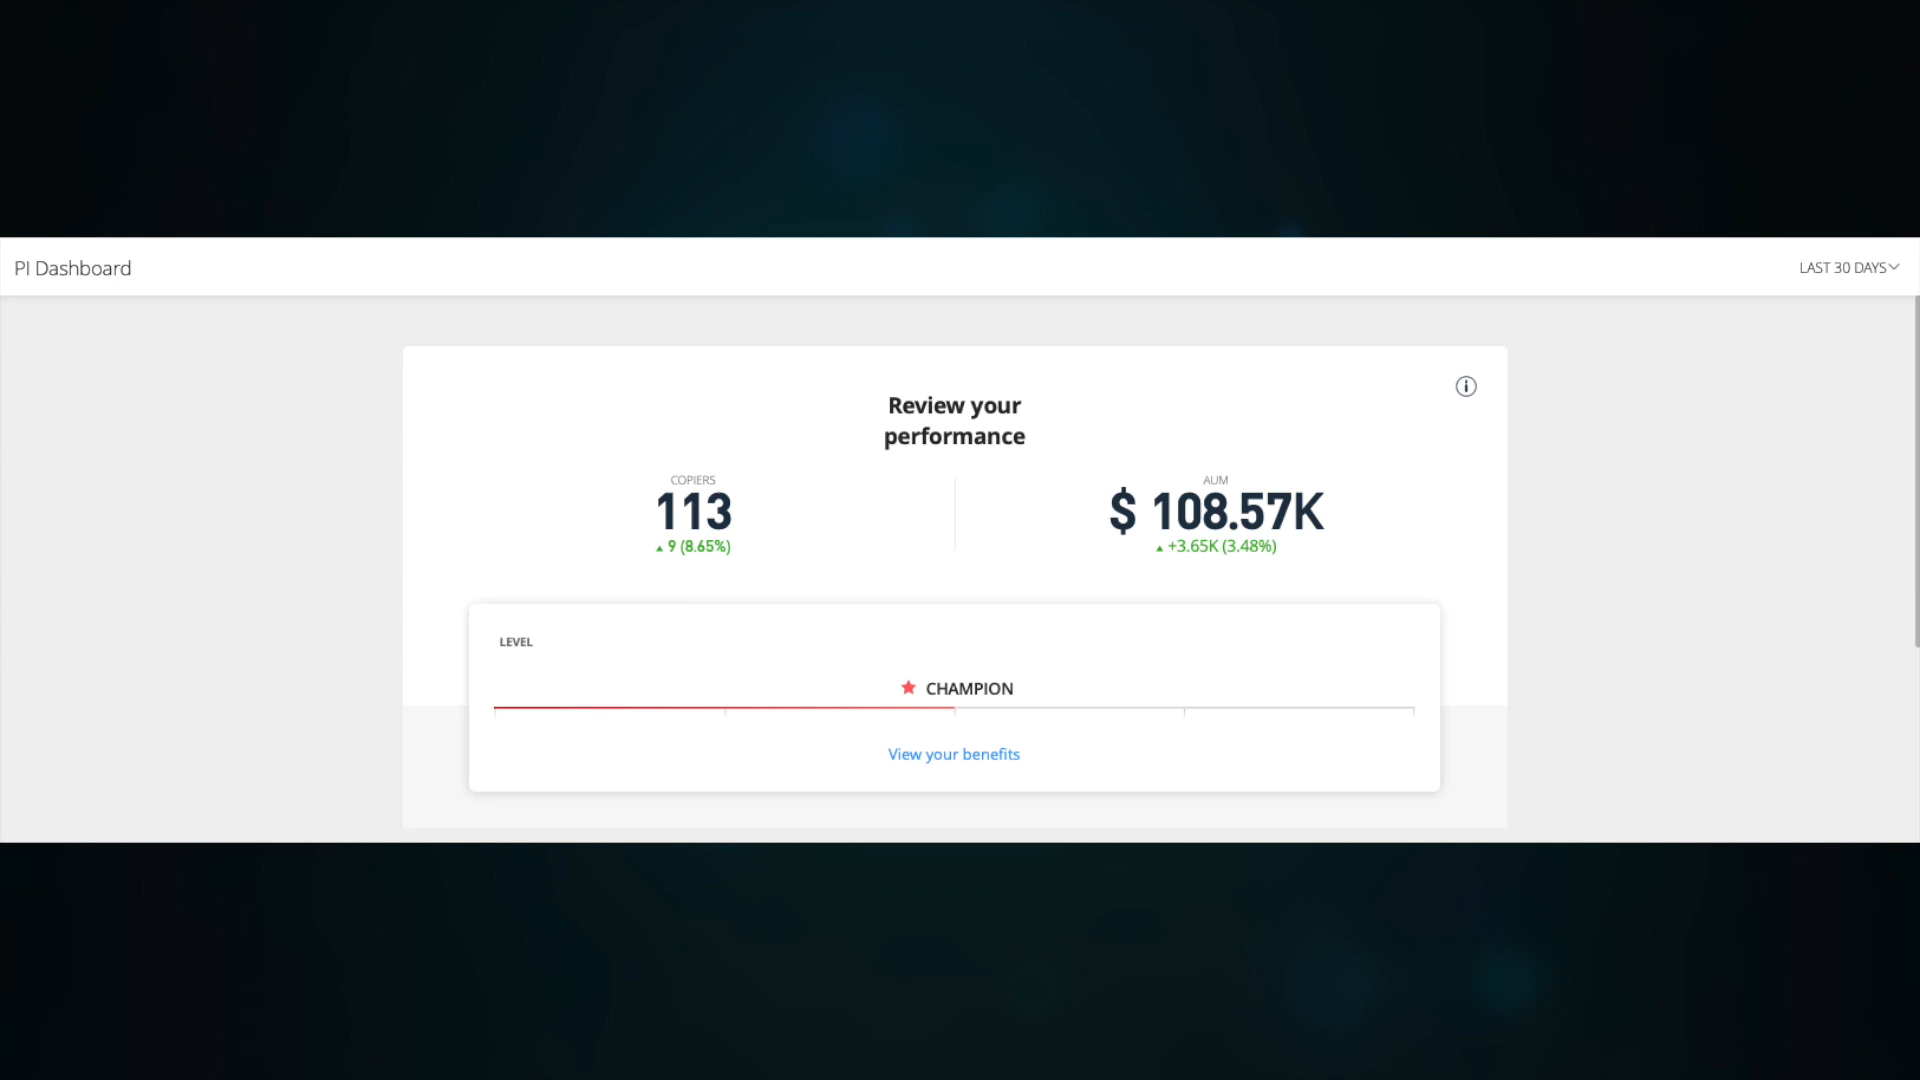 PI Dashboard
LAST 30 DAYS
Review your
performance
COPIERS
113
▲ 9 (8.65%)
AUM
$ 108.57K
▲ +3.65K (3.48%)
LEVEL
★ CHAMPION
View your benefits